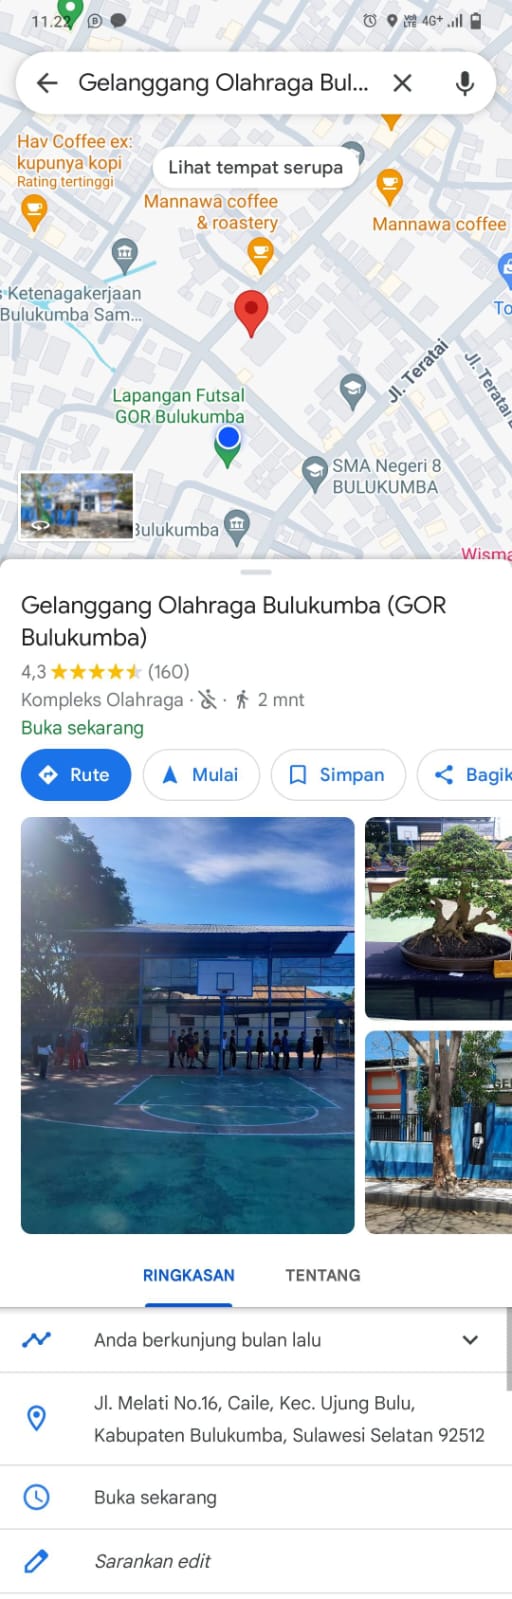 11.22
4G+
Gelanggang Olahraga Bul...
Lihat tempat serupa
Hav Coffee ex:
kupunya kopi
Rating tertinggi
Mannawa coffee
& roastery
Mannawa coffee
Ketenagakerjaan
Bulukumba Sam...
To
Jl. Teratai
Jl. Teratai
Lapangan Futsal
GOR Bulukumba
SMA Negeri 8
BULUKUMBA
Bulukumba
Wisma
Gelanggang Olahraga Bulukumba (GOR
Bulukumba)
4,3 (160)
Kompleks Olahraga · · 2 mnt
Buka sekarang
Rute
Mulai
Simpan
Bagik
RINGKASAN
TENTANG
Anda berkunjung bulan lalu
Jl. Melati No.16, Caile, Kec. Ujung Bulu,
Kabupaten Bulukumba, Sulawesi Selatan 92512
Buka sekarang
Sarankan edit